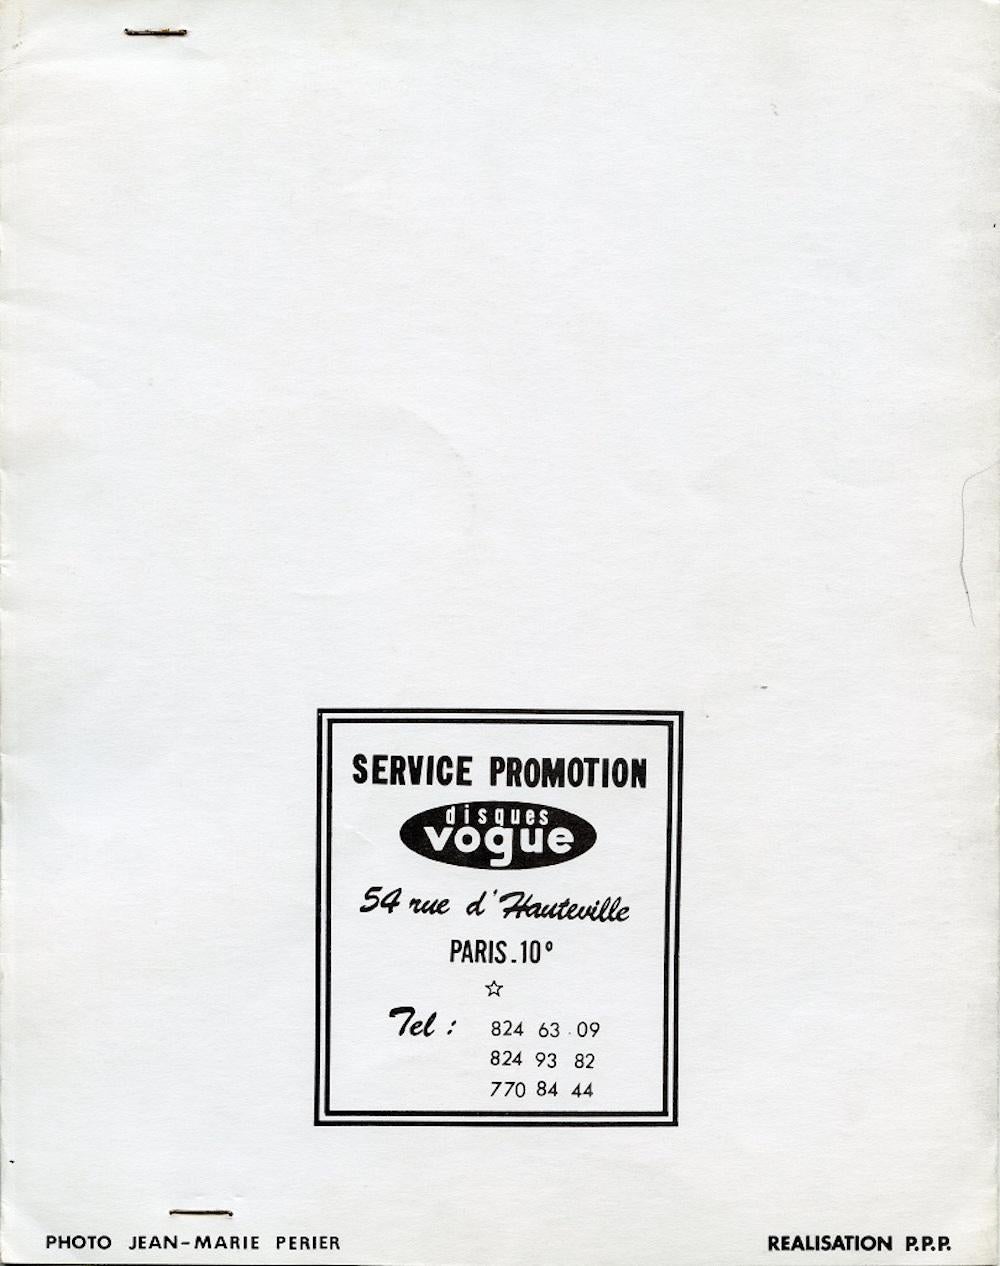 SERVICE PROMOTION
disques
vogue
54 rue d'Hauteville
PARIS.10°
Tel : 824 63 09
824 93 82
770 84 44
PHOTO JEAN-MARIE PERIER
REALISATION P.P.P.